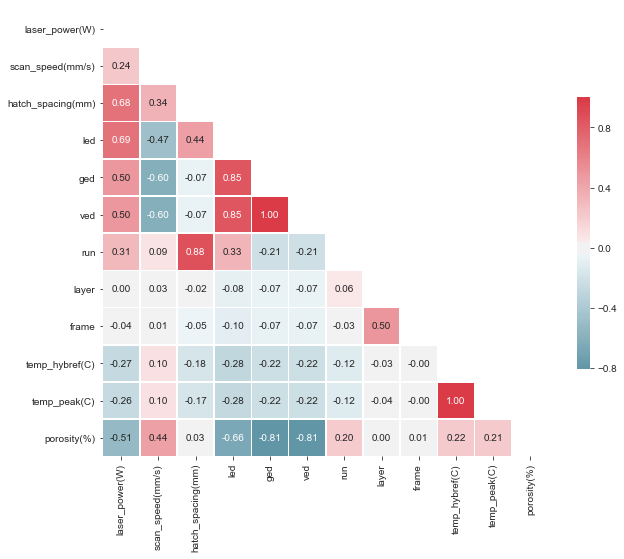 laser_power(W)
scan_speed(mm/s) 0.24
hatch_spacing(mm) 0.68 0.34
led 0.69 -0.47 0.44
ged 0.50 -0.60 -0.07 0.85
ved 0.50 -0.60 -0.07 0.85 1.00
run 0.31 0.09 0.88 0.33 -0.21 -0.21
layer 0.00 0.03 -0.02 -0.08 -0.07 -0.07 0.06
frame -0.04 0.01 -0.05 -0.10 -0.07 -0.07 -0.03 0.50
temp_hybref(C) -0.27 0.10 -0.18 -0.28 -0.22 -0.22 -0.12 -0.03 -0.00
temp_peak(C) -0.26 0.10 -0.17 -0.28 -0.22 -0.22 -0.12 -0.04 -0.00 1.00
porosity(%) -0.51 0.44 0.03 -0.66 -0.81 -0.81 0.20 0.00 0.01 0.22 0.21
laser_power(W)
scan_speed(mm/s)
hatch_spacing(mm)
led
ged
ved
run
layer
frame
temp_hybref(C)
temp_peak(C)
porosity(%)
0.8
0.4
0.0
-0.4
-0.8